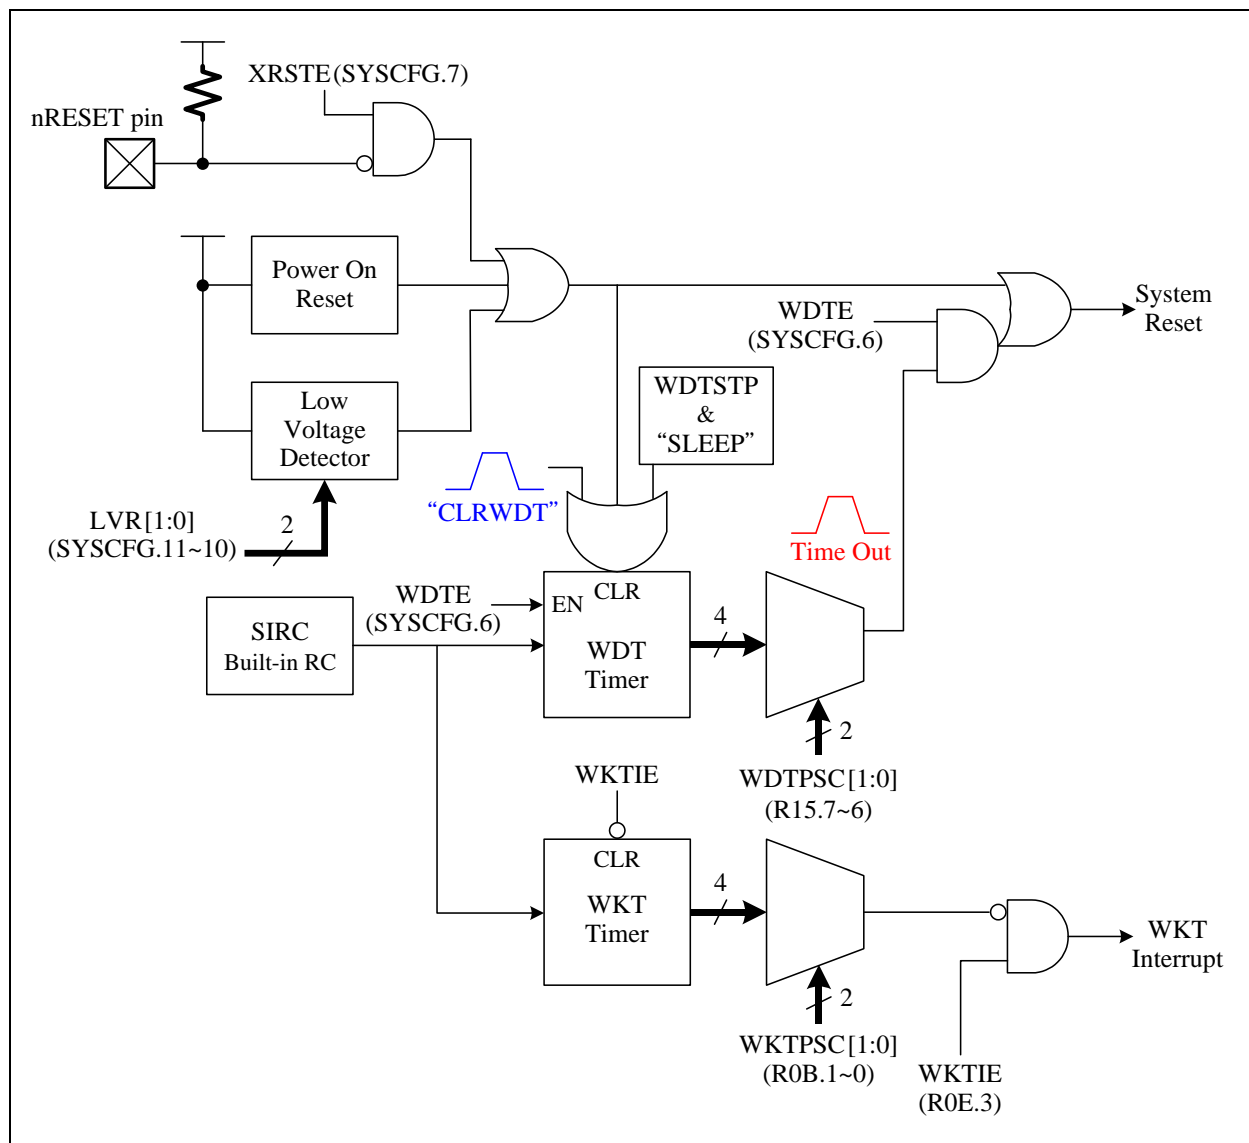 XRSTE(SYSCFG.7)
nRESET pin
Power On
Reset
WDTE
(SYSCFG.6)
System
Reset
Low
Voltage
Detector
WDTSTP
&
“SLEEP”
“CLRWDT”
LVR[1:0]
(SYSCFG.11~10)
2
Time Out
WDTE
(SYSCFG.6)
EN
CLR
WDT
Timer
4
SIRC
Built-in RC
2
WDTPSC[1:0]
(R15.7~6)
WKTIE
CLR
WKT
Timer
4
WKT
Interrupt
2
WKTPSC[1:0]
(R0B.1~0)
WKTIE
(R0E.3)